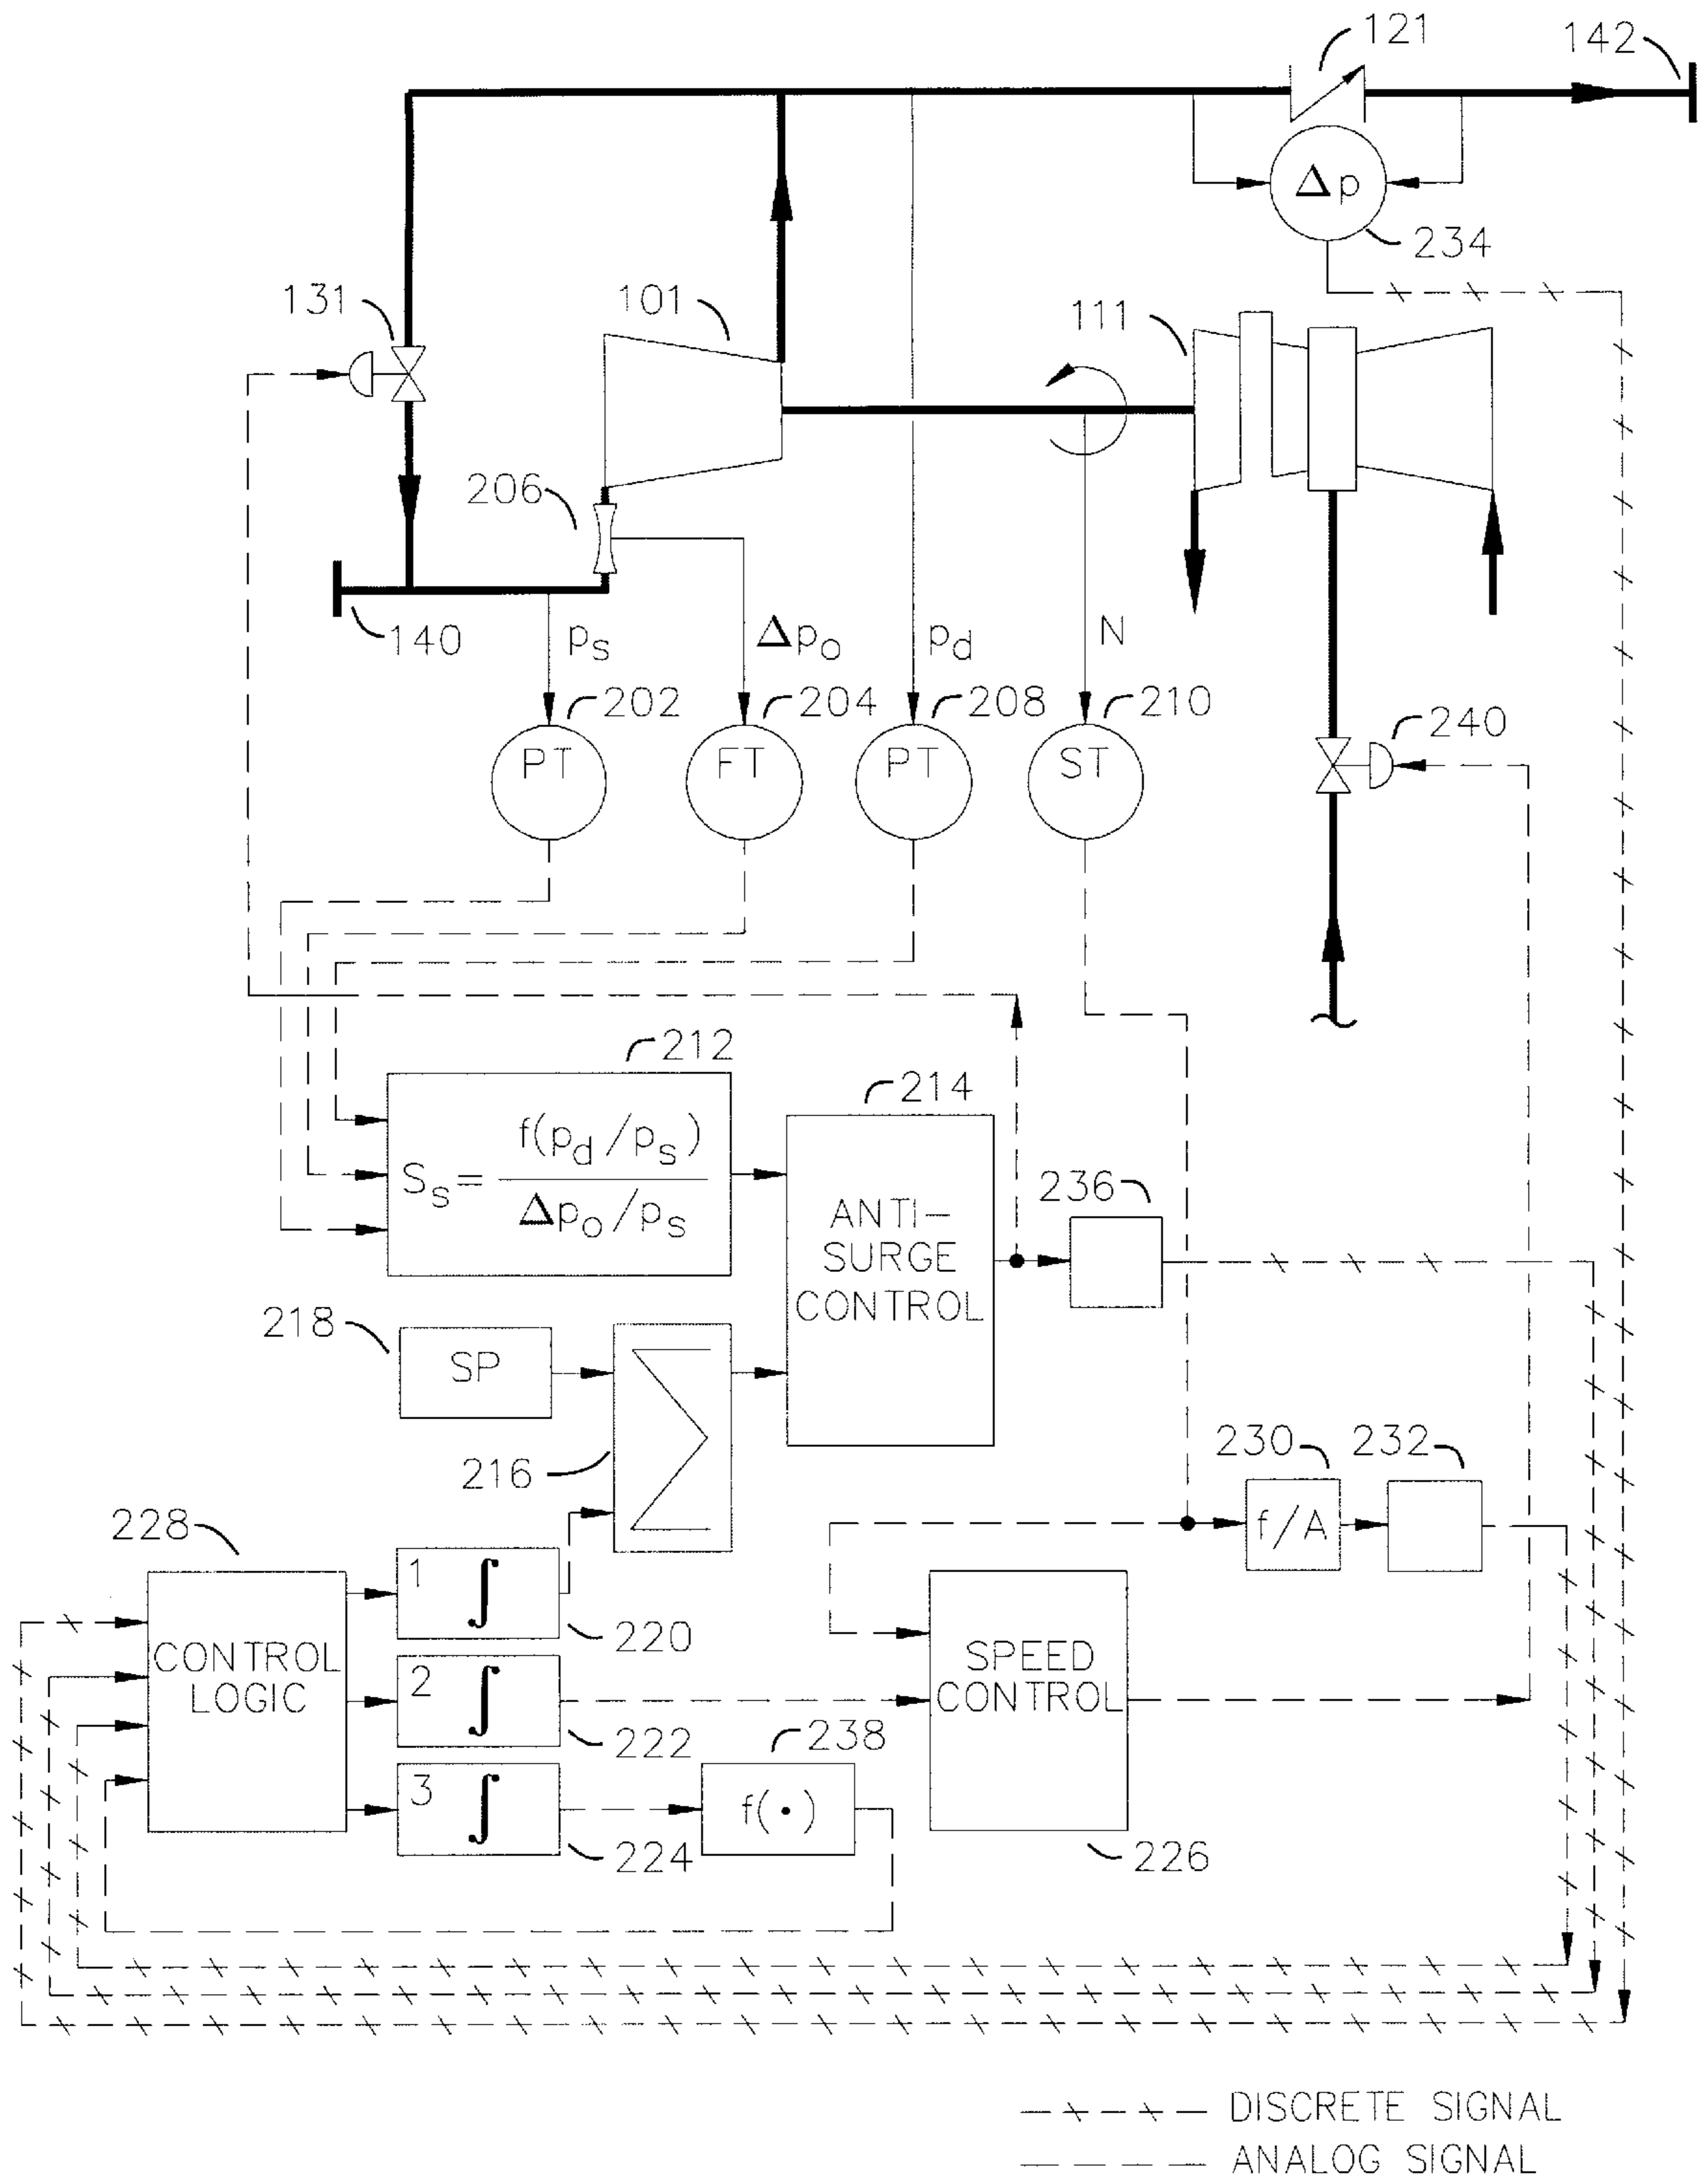 121
142
Δp
234
131
101
111
206
140
pₛ
Δpₒ
p_d
N
202
204
208
210
240
PT
FT
PT
ST
212
214
Sₛ = f(p_d/pₛ) / Δpₒ/pₛ
236
ANTI-
SURGE
CONTROL
218
SP
Σ
216
230
232
f/A
228
1 ∫
220
CONTROL
LOGIC
2 ∫
222
SPEED
CONTROL
238
3 ∫
224
f(•)
226
DISCRETE SIGNAL
ANALOG SIGNAL